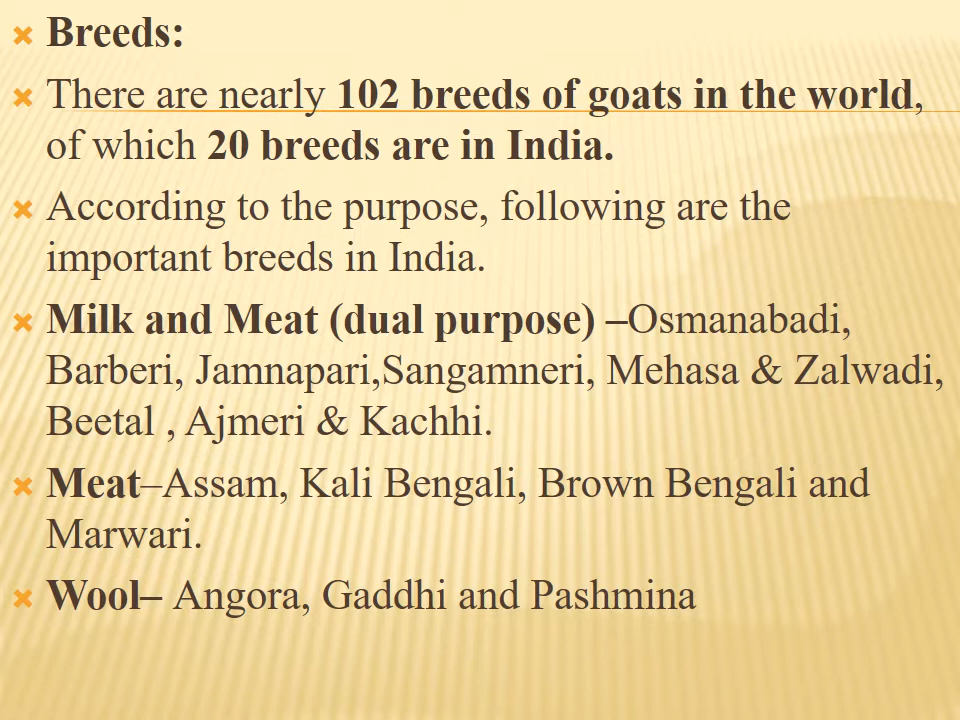 Breeds:
There are nearly 102 breeds of goats in the world,
of which 20 breeds are in India.
According to the purpose, following are the
important breeds in India.
Milk and Meat (dual purpose) –Osmanabadi,
Barberi, Jamnapari,Sangamneri, Mehasa & Zalwadi,
Beetal , Ajmeri & Kachhi.
Meat–Assam, Kali Bengali, Brown Bengali and
Marwari.
Wool– Angora, Gaddhi and Pashmina